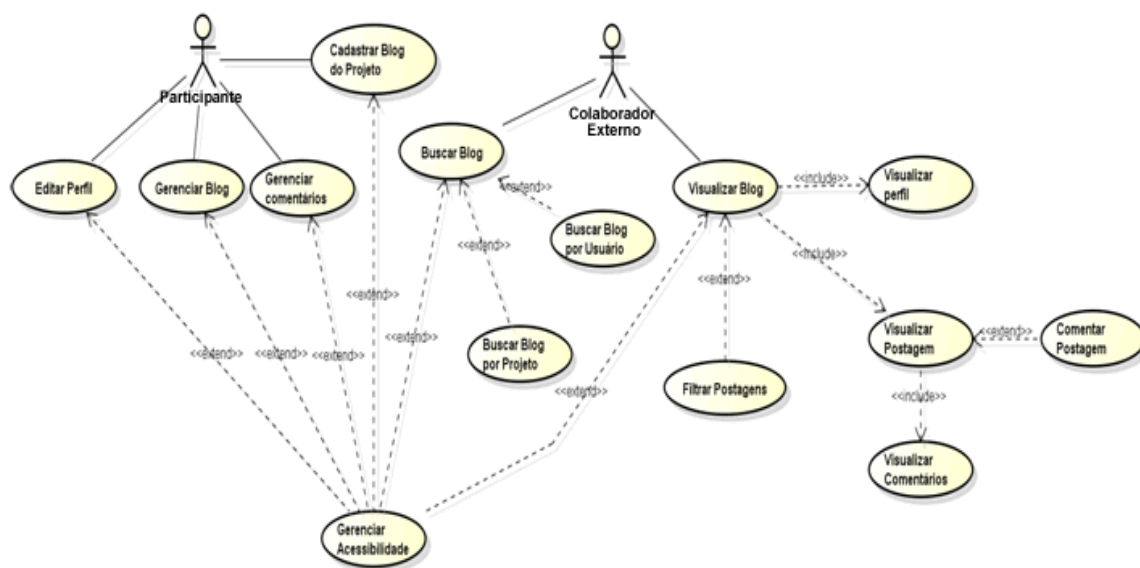 Cadastrar Blog
do Projeto
Participante
Colaborador
Externo
Buscar Blog
Editar Perfil
Gerenciar Blog
Gerenciar
comentários
Visualizar Blog
<<include>>
Visualizar
perfil
<<extend>>
Buscar Blog
por Usuário
<<extend>>
<<include>>
<<extend>>
<<extend>>
Visualizar
Postagem
<<extend>>
Comentar
Postagem
<<extend>>
<<extend>>
<<extend>>
<<extend>>
Buscar Blog
por Projeto
<<extend>>
Filtrar Postagens
<<include>>
Visualizar
Comentários
Gerenciar
Acessibilidade